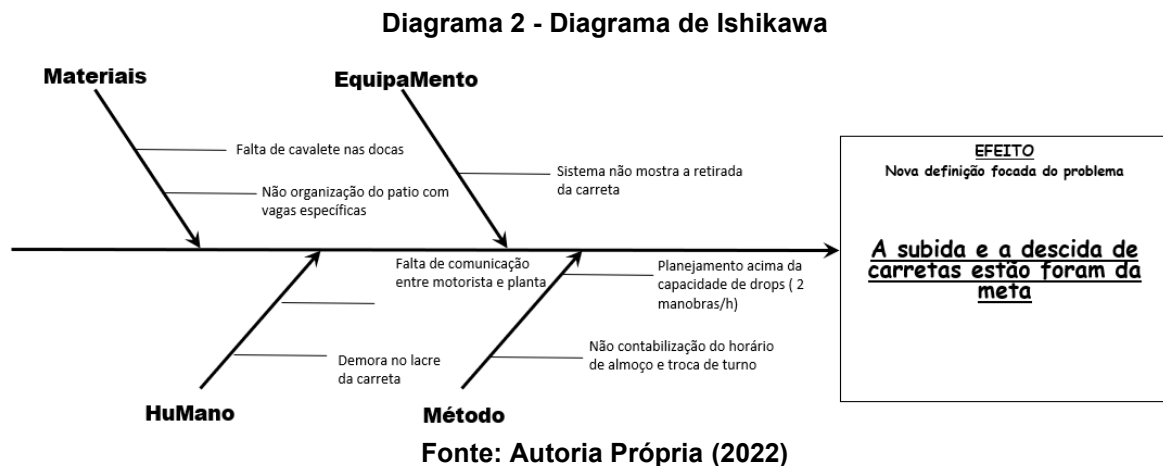 Diagrama 2 - Diagrama de Ishikawa
Materiais
EquipaMento
Falta de cavalete nas docas
Não organização do patio com
vagas específicas
Sistema não mostra a retirada
da carreta
EFEITO
Nova definição focada do problema
A subida e a descida de
carretas estão foram da
meta
Falta de comunicação
entre motorista e planta
Demora no lacre
da carreta
Planejamento acima da
capacidade de drops ( 2
manobras/h)
Não contabilização do horário
de almoço e troca de turno
HuMano
Método
Fonte: Autoria Própria (2022)